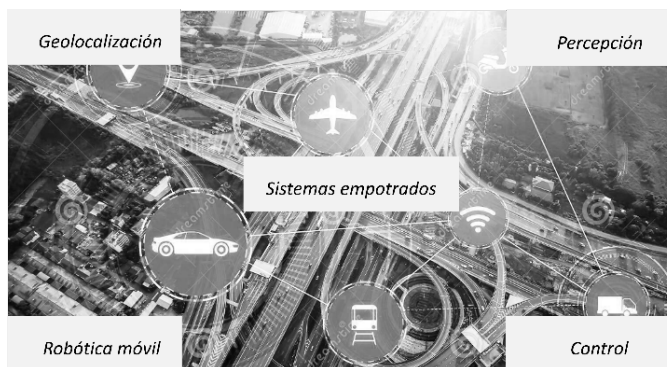 Geolocalización
Percepción
Sistemas empotrados
Robótica móvil
Control